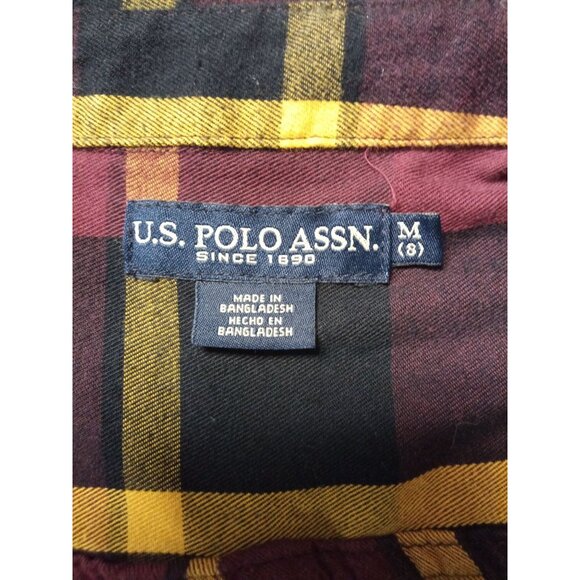 U.S. POLO ASSN.
SINCE 1890
M
(8)
MADE IN
BANGLADESH
HECHO EN
BANGLADESH